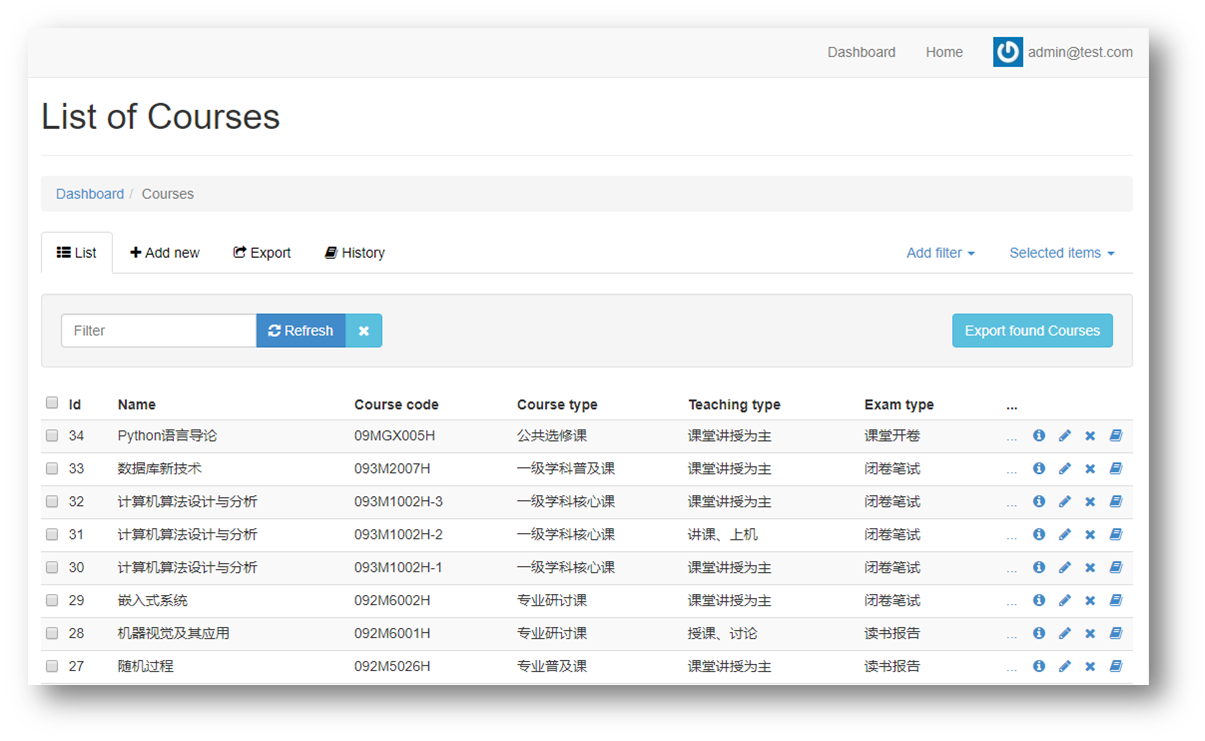 Dashboard Home admin@test.com
List of Courses
Dashboard / Courses
List Add new Export History Add filter Selected items
Filter Refresh Export found Courses
Id Name Course code Course type Teaching type Exam type ...
34 Python语言导论 09MGX005H 公共选修课 课堂讲授为主 课堂开卷 ...
33 数据库新技术 093M2007H 一级学科普及课 课堂讲授为主 闭卷笔试 ...
32 计算机算法设计与分析 093M1002H-3 一级学科核心课 课堂讲授为主 闭卷笔试 ...
31 计算机算法设计与分析 093M1002H-2 一级学科核心课 讲课、上机 闭卷笔试 ...
30 计算机算法设计与分析 093M1002H-1 一级学科核心课 课堂讲授为主 闭卷笔试 ...
29 嵌入式系统 092M6002H 专业研讨课 课堂讲授为主 闭卷笔试 ...
28 机器视觉及其应用 092M6001H 专业研讨课 授课、讨论 读书报告 ...
27 随机过程 092M5026H 专业普及课 课堂讲授为主 读书报告 ...